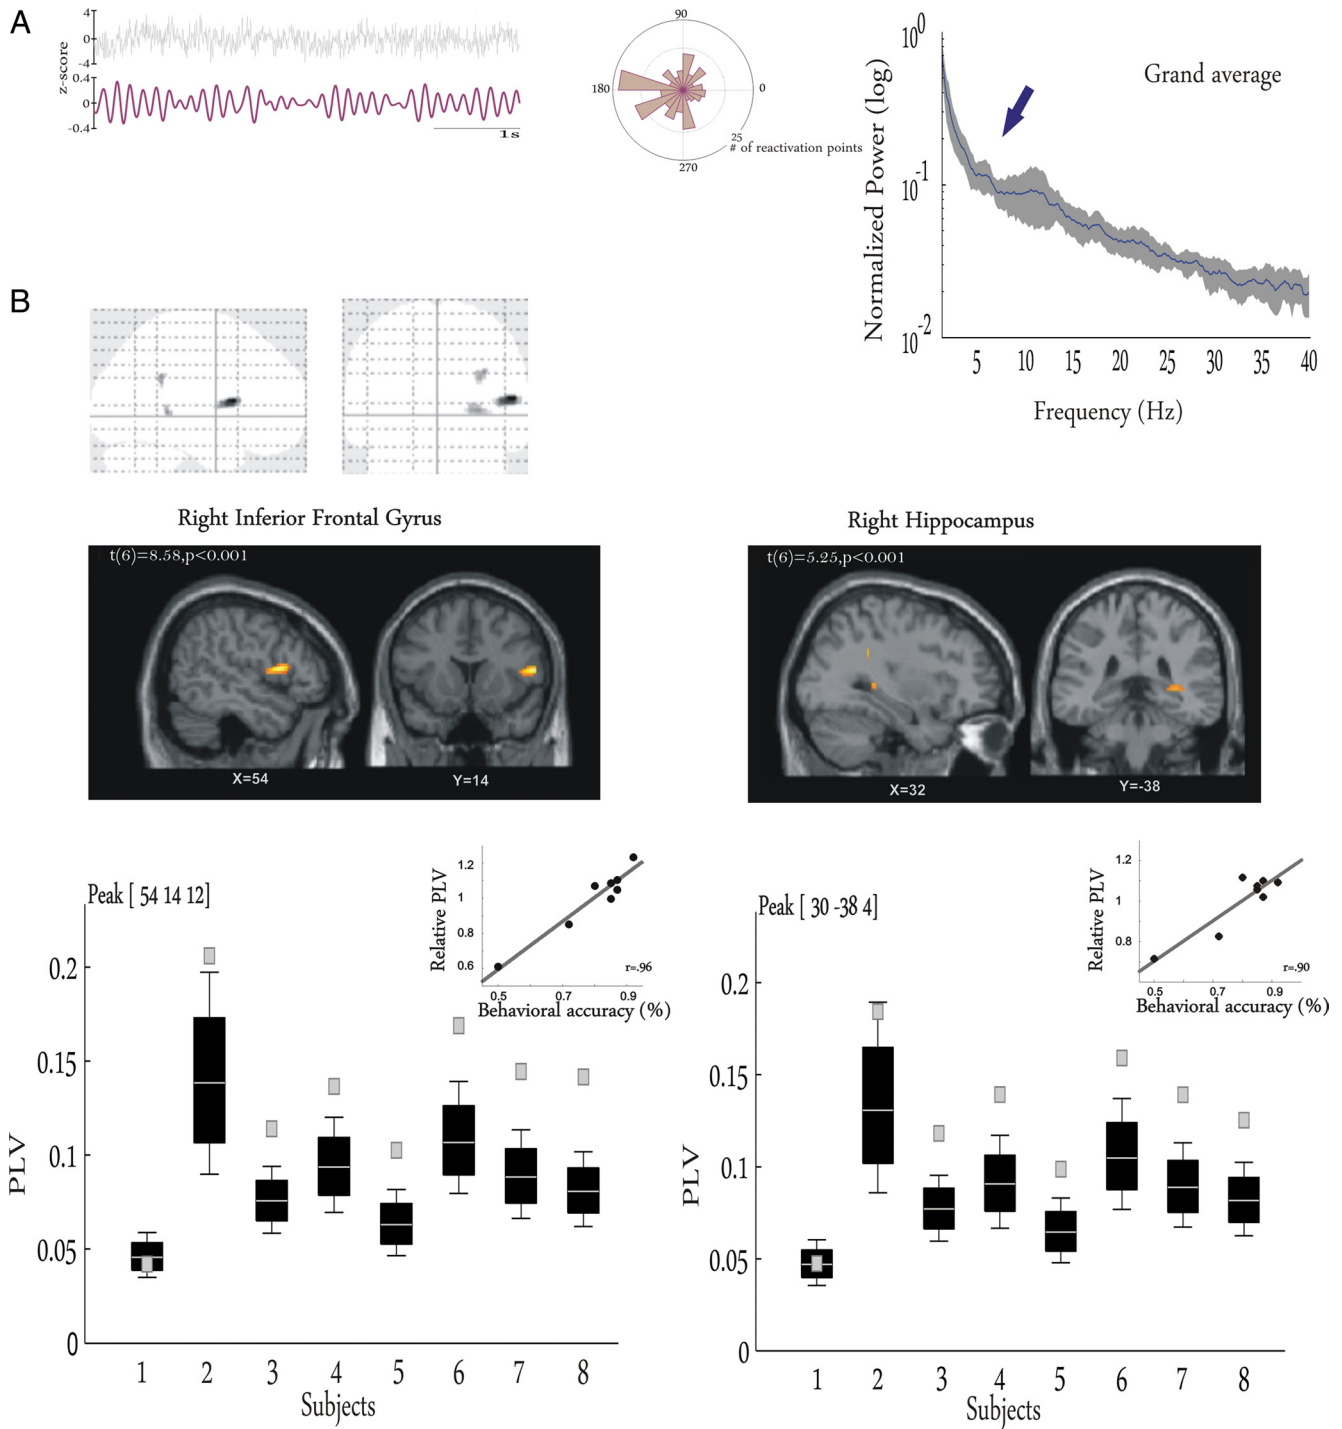 A
z-score
4
0
-4
0.4
0
-0.4
1s
90
180
0
270
25
# of reactivation points
Grand average
Normalized Power (log)
10^0
10^-1
10^-2
5 10 15 20 25 30 35 40
Frequency (Hz)
B
Right Inferior Frontal Gyrus
t(6)=8.58,p<0.001
X=54
Y=14
Right Hippocampus
t(6)=5.25,p<0.001
X=32
Y=-38
Peak [ 54 14 12]
PLV
0.2
0.15
0.1
0.05
0
1 2 3 4 5 6 7 8
Subjects
Relative PLV
1.2
1
0.8
0.6
r=.96
0.5 0.7 0.9
Behavioral accuracy (%)
Peak [ 30 -38 4]
PLV
0.2
0.15
0.1
0.05
0
1 2 3 4 5 6 7 8
Subjects
Relative PLV
1.2
1
0.8
r=.90
0.5 0.7 0.9
Behavioral accuracy (%)